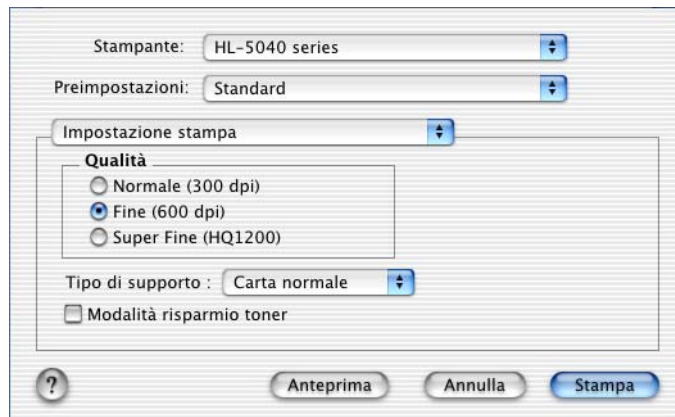 Stampante: HL-5040 series
Preimpostazioni: Standard
Impostazione stampa
Qualità
Normale (300 dpi)
Fine (600 dpi)
Super Fine (HQ1200)
Tipo di supporto : Carta normale
Modalità risparmio toner
? Anteprima Annulla Stampa